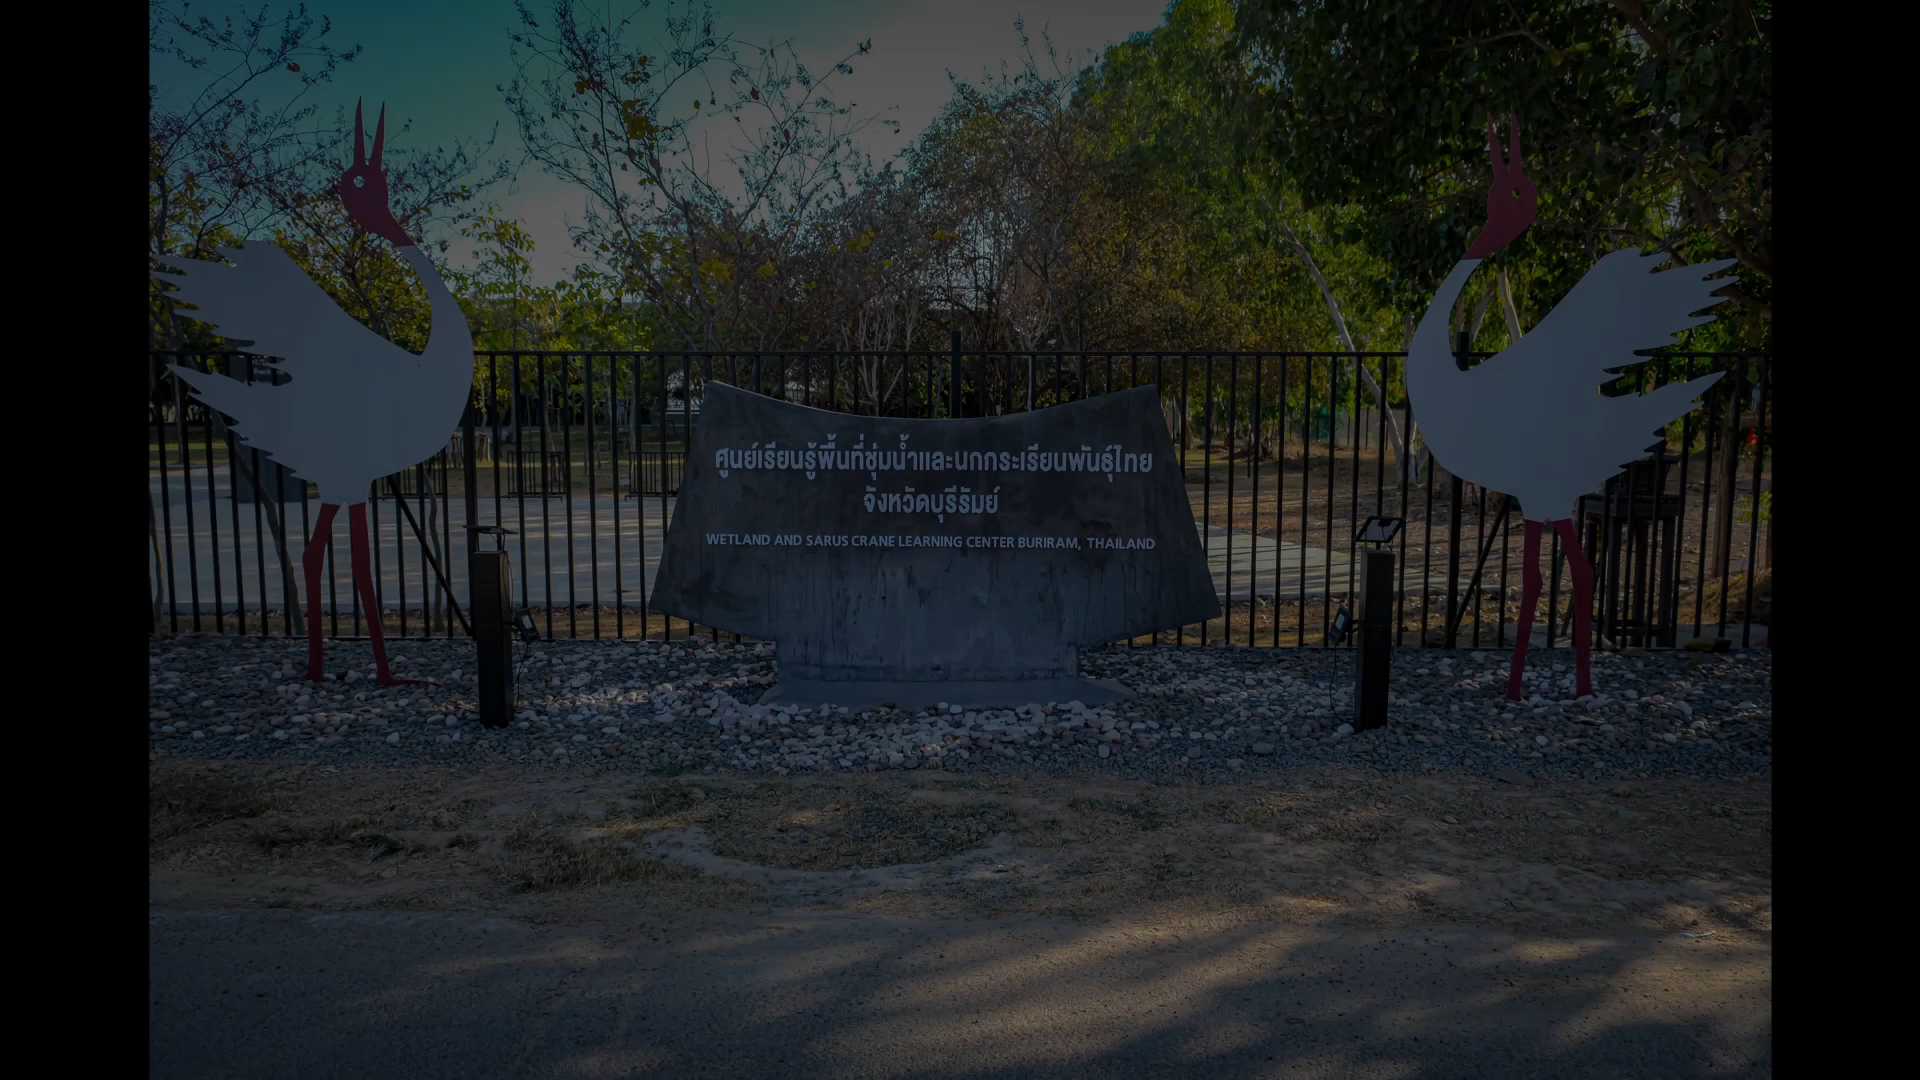 ศูนย์เรียนรู้พื้นที่ชุ่มน้ำและนกกระเรียนพันธุ์ไทย
จังหวัดบุรีรัมย์
WETLAND AND SARUS CRANE LEARNING CENTER BURIRAM, THAILAND